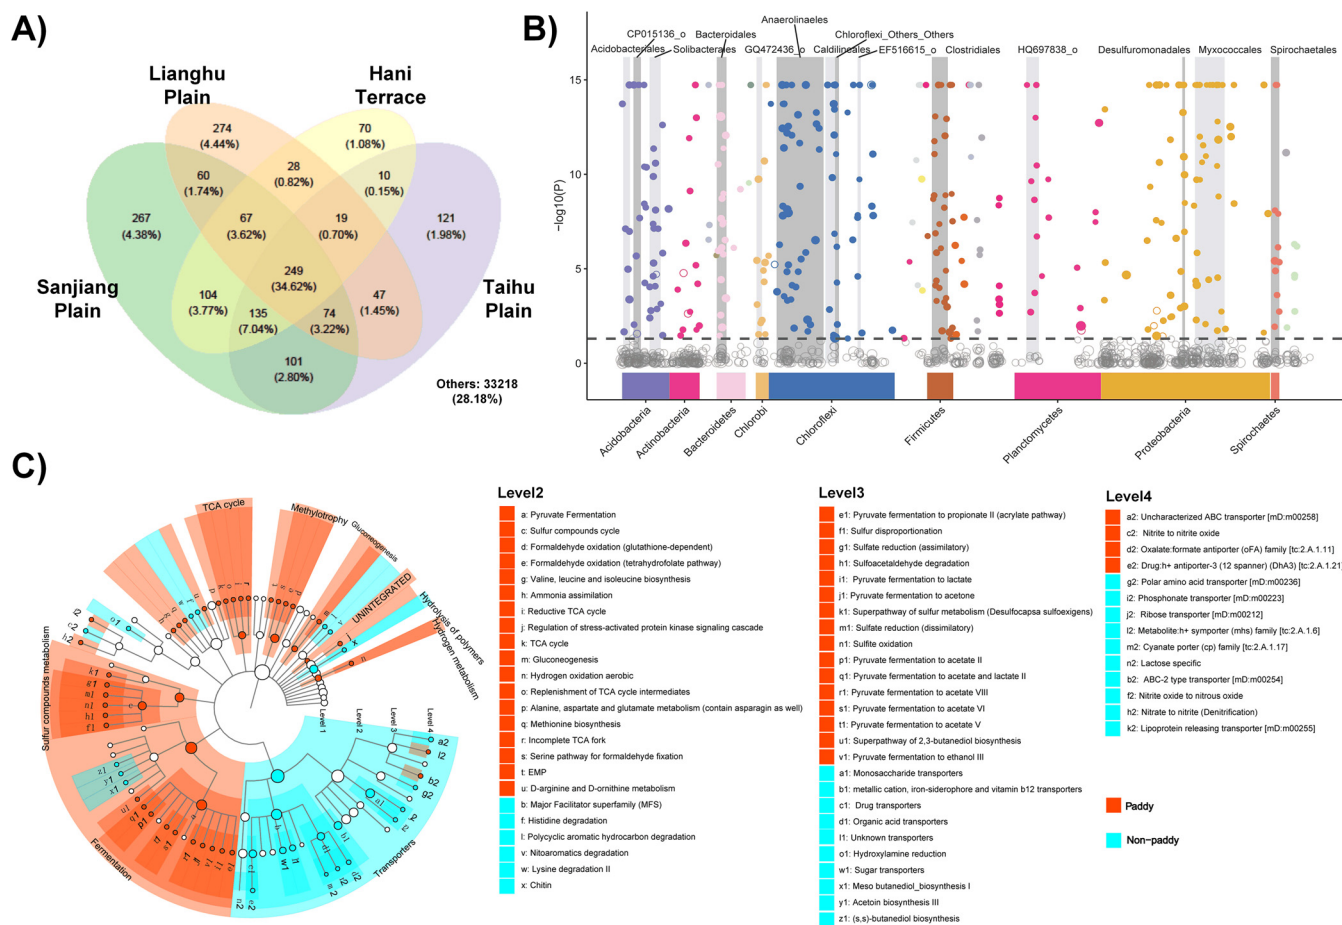 A)
Lianghu
Plain
Hani
Terrace
Sanjiang
Plain
Taihu
Plain
274
(4.44%)
70
(1.08%)
28
(0.82%)
60
(1.74%)
10
(0.15%)
267
(4.38%)
67
(3.62%)
19
(0.70%)
121
(1.98%)
249
(34.62%)
104
(3.77%)
135
(7.04%)
74
(3.22%)
47
(1.45%)
101
(2.80%)
Others: 33218
(28.18%)
B)
Anaerolinaeles
CP015136_o
Bacteroidales
Chloroflexi_Others_Others
Acidobacteriales
Solibacterales
GQ472436_o
Caldilineales
EF516615_o
Clostridiales
HQ697838_o
Desulfuromonadales
Myxococcales
Spirochaetales
-log10(P)
15
10
5
0
Acidobacteria
Actinobacteria
Bacteroidetes
Chlorobi
Chloroflexi
Firmicutes
Planctomycetes
Proteobacteria
Spirochaetes
C)
TCA cycle
Methylotrophy
Gluconeogenesis
UNINTEGRATED
Hydrolysis of polymers
Hydrogen metabolism
Sulfur compounds metabolism
Fermentation
Transporters
Level 1
Level 2
Level 3
Level 4
Level2
a: Pyruvate Fermentation
c: Sulfur compounds cycle
d: Formaldehyde oxidation (glutathione-dependent)
e: Formaldehyde oxidation (tetrahydrofolate pathway)
g: Valine, leucine and isoleucine biosynthesis
h: Ammonia assimilation
i: Reductive TCA cycle
j: Regulation of stress-activated protein kinase signaling cascade
k: TCA cycle
m: Gluconeogenesis
n: Hydrogen oxidation aerobic
o: Replenishment of TCA cycle intermediates
p: Alanine, aspartate and glutamate metabolism (contain asparagin as well)
q: Methionine biosynthesis
r: Incomplete TCA fork
s: Serine pathway for formaldehyde fixation
t: EMP
u: D-arginine and D-ornithine metabolism
b: Major Facilitator superfamily (MFS)
f: Histidine degradation
l: Polycyclic aromatic hydrocarbon degradation
v: Nitoaromatics degradation
w: Lysine degradation II
x: Chitin
Level3
e1: Pyruvate fermentation to propionate II (acrylate pathway)
f1: Sulfur disproportionation
g1: Sulfate reduction (assimilatory)
h1: Sulfoacetaldehyde degradation
i1: Pyruvate fermentation to lactate
j1: Pyruvate fermentation to acetone
k1: Superpathway of sulfur metabolism (Desulfocapsa sulfoexigens)
m1: Sulfate reduction (dissimilatory)
n1: Sulfite oxidation
p1: Pyruvate fermentation to acetate II
q1: Pyruvate fermentation to acetate and lactate II
r1: Pyruvate fermentation to acetate VIII
s1: Pyruvate fermentation to acetate VI
t1: Pyruvate fermentation to acetate V
u1: Superpathway of 2,3-butanediol biosynthesis
v1: Pyruvate fermentation to ethanol III
a1: Monosaccharide transporters
b1: metallic cation, iron-siderophore and vitamin b12 transporters
c1: Drug transporters
d1: Organic acid transporters
l1: Unknown transporters
o1: Hydroxylamine reduction
w1: Sugar transporters
x1: Meso butanediol_biosynthesis I
y1: Acetoin biosynthesis III
z1: (s,s)-butanediol biosynthesis
Level4
a2: Uncharacterized ABC transporter [mD:m00258]
c2: Nitrite to nitrite oxide
d2: Oxalate:formate antiporter (oFA) family [tc:2.A.1.11]
e2: Drug:h+ antiporter-3 (12 spanner) (DhA3) [tc:2.A.1.21]
g2: Polar amino acid transporter [mD:m00236]
i2: Phosphonate transporter [mD:m00223]
j2: Ribose transporter [mD:m00212]
l2: Metabolite:h+ symporter (mhs) family [tc:2.A.1.6]
m2: Cyanate porter (cp) family [tc:2.A.1.17]
n2: Lactose specific
b2: ABC-2 type transporter [mD:m00254]
f2: Nitrite oxide to nitrous oxide
h2: Nitrate to nitrite (Denitrification)
k2: Lipoprotein releasing transporter [mD:m00255]
Paddy
Non-paddy